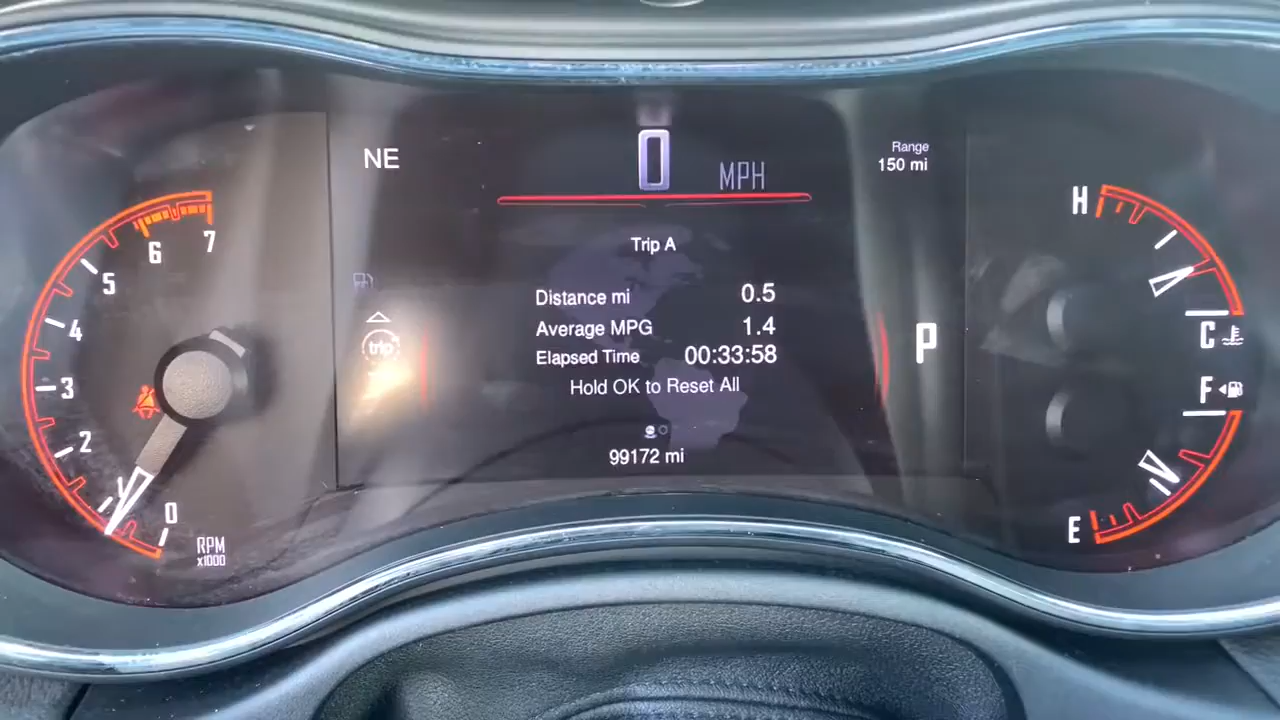 NE
0 MPH
Range
150 mi
Trip A
Distance mi 0.5
Average MPG 1.4
Elapsed Time 00:33:58
Hold OK to Reset All
99172 mi
trip
P
7
6
5
4
3
2
1
0
RPM
x1000
H
C
F
E